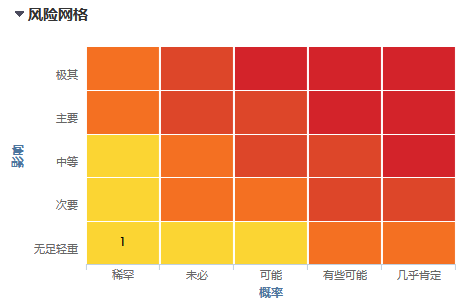 风险网格
极其
主要
中等
次要
无足轻重
1
影响
稀罕
未必
可能
有些可能
几乎肯定
概率